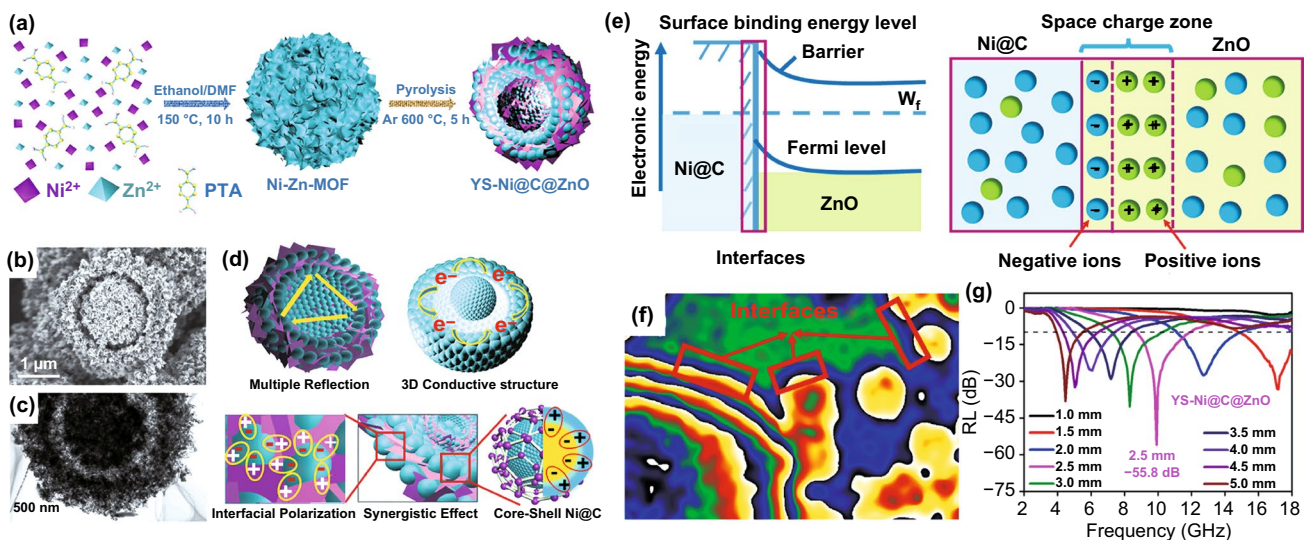 (a)
Ethanol/DMF
150 °C, 10 h
Pyrolysis
Ar 600 °C, 5 h
Ni²⁺
Zn²⁺
PTA
Ni-Zn-MOF
YS-Ni@C@ZnO
(b)
1 μm
(c)
500 nm
(d)
Multiple Reflection
e⁻
e⁻
e⁻
e⁻
3D Conductive structure
Interfacial Polarization
Synergistic Effect
Core-Shell Ni@C
(e)
Surface binding energy level
Electronic energy
Barrier
W_f
Fermi level
Ni@C
ZnO
Interfaces
Space charge zone
Ni@C
ZnO
Negative ions
Positive ions
(f)
Interfaces
(g)
RL (dB)
0
−15
−30
−45
−60
−75
YS-Ni@C@ZnO
1.0 mm
1.5 mm
2.0 mm
2.5 mm
3.0 mm
2.5 mm
−55.8 dB
3.5 mm
4.0 mm
4.5 mm
5.0 mm
2 4 6 8 10 12 14 16 18
Frequency (GHz)